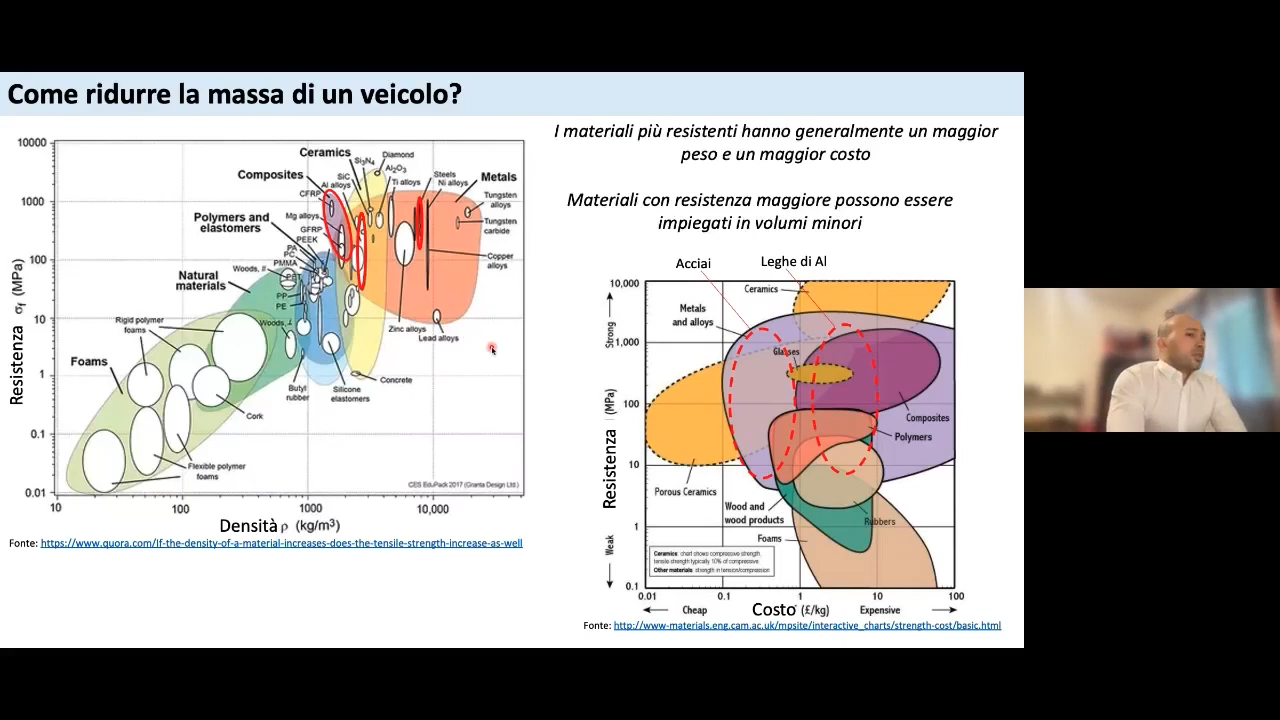 Come ridurre la massa di un veicolo?
I materiali più resistenti hanno generalmente un maggior
peso e un maggior costo
Materiali con resistenza maggiore possono essere
impiegati in volumi minori
Resistenza σf (MPa)
10000
1000
100
10
1
0.1
0.01
10
100
1000
10,000
Densità ρ (kg/m³)
Ceramics
Diamond
Si₃N₄
Al₂O₃
SiC
Composites
Al alloys
Ti alloys
Steels
Ni alloys
Metals
CFRP
Tungsten
alloys
Mg alloys
Polymers and
elastomers
GFRP
Tungsten
carbide
PEEK
PA
PC
PMMA
Copper
alloys
Woods, //
PET
Natural
materials
PP
PE
Rigid polymer
foams
Woods
Zinc alloys
Lead alloys
Foams
Butyl
rubber
Silicone
elastomers
Concrete
Cork
Flexible polymer
foams
CES EduPack 2017 (Granta Design Ltd.)
Fonte: https://www.quora.com/If-the-density-of-a-material-increases-does-the-tensile-strength-increase-as-well
Acciai
Leghe di Al
Resistenza (MPa)
Strong
Weak
10,000
1,000
100
10
1
0.1
Ceramics
Metals
and alloys
Glasses
Composites
Polymers
Porous Ceramics
Wood and
wood products
Rubbers
Foams
Ceramics: chart shows compressive strength,
tensile strength typically 10% of compressive
Other materials: strength in tension/compression
0.01
0.1
1
10
100
Cheap
Costo (£/kg)
Expensive
Fonte: http://www-materials.eng.cam.ac.uk/mpsite/interactive_charts/strength-cost/basic.html